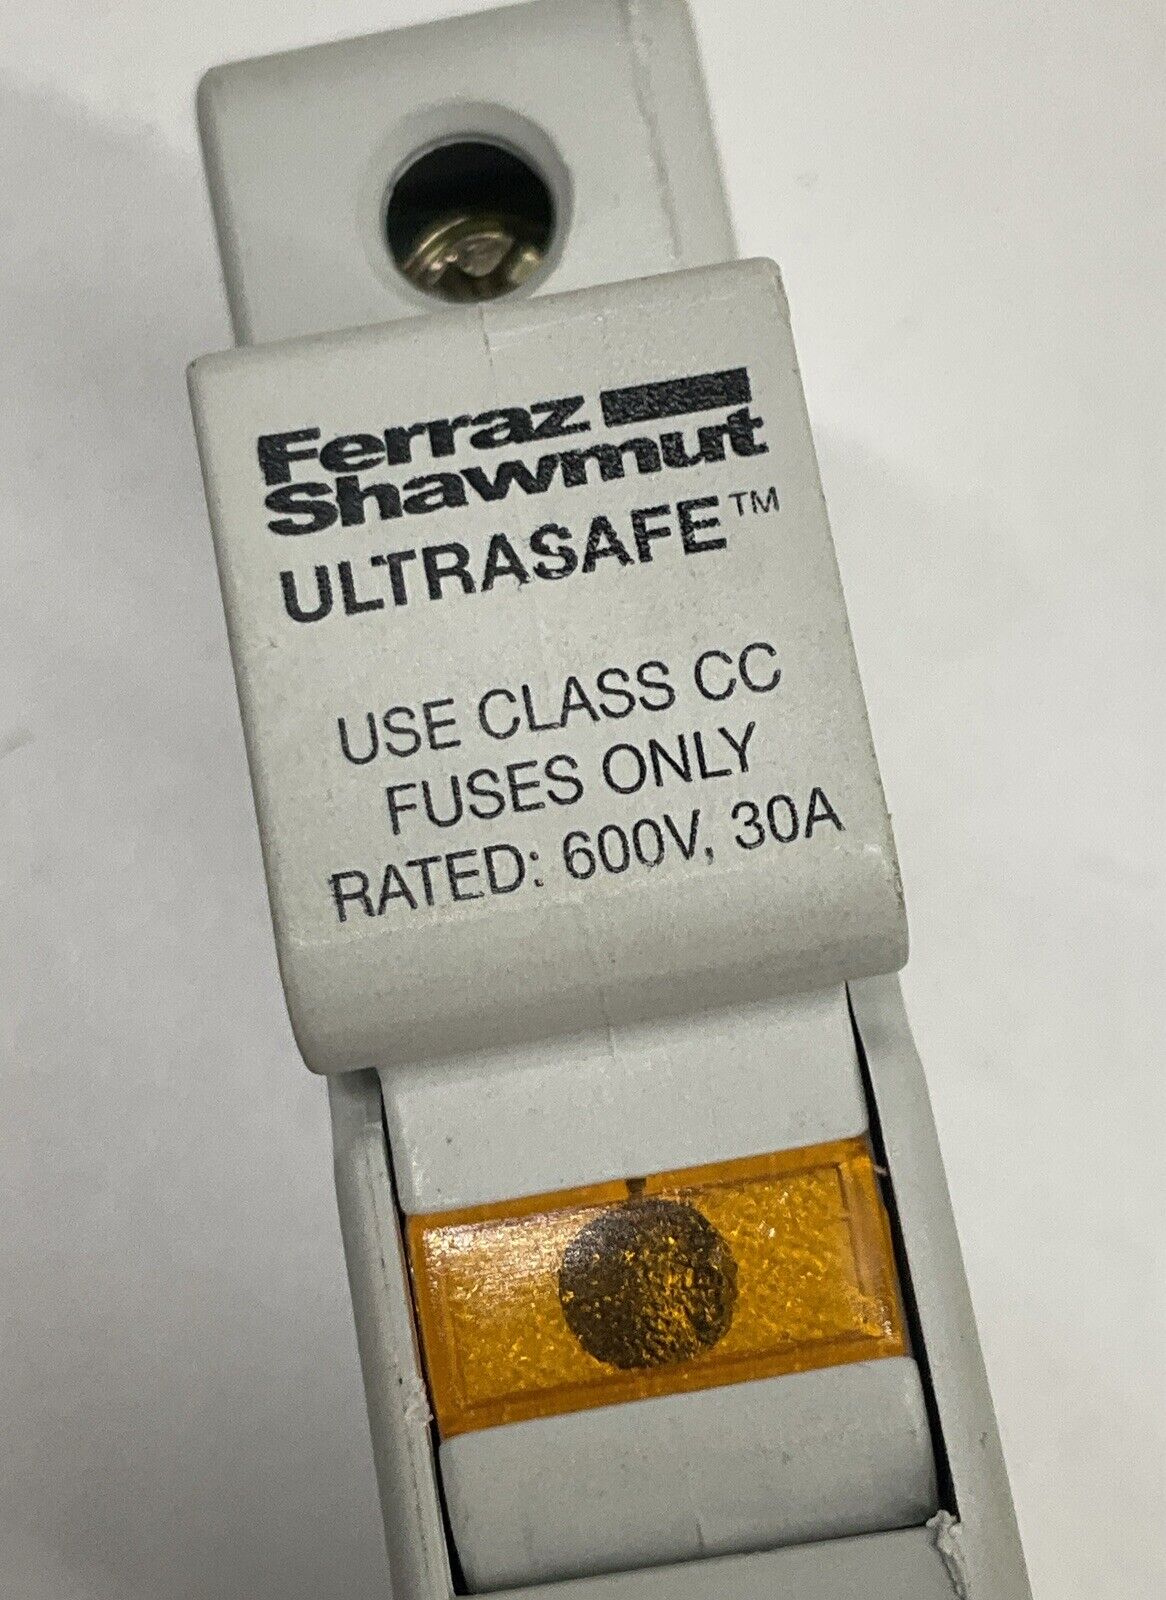 Ferraz
Shawmut
ULTRASAFE™
USE CLASS CC
FUSES ONLY
RATED: 600V, 30A